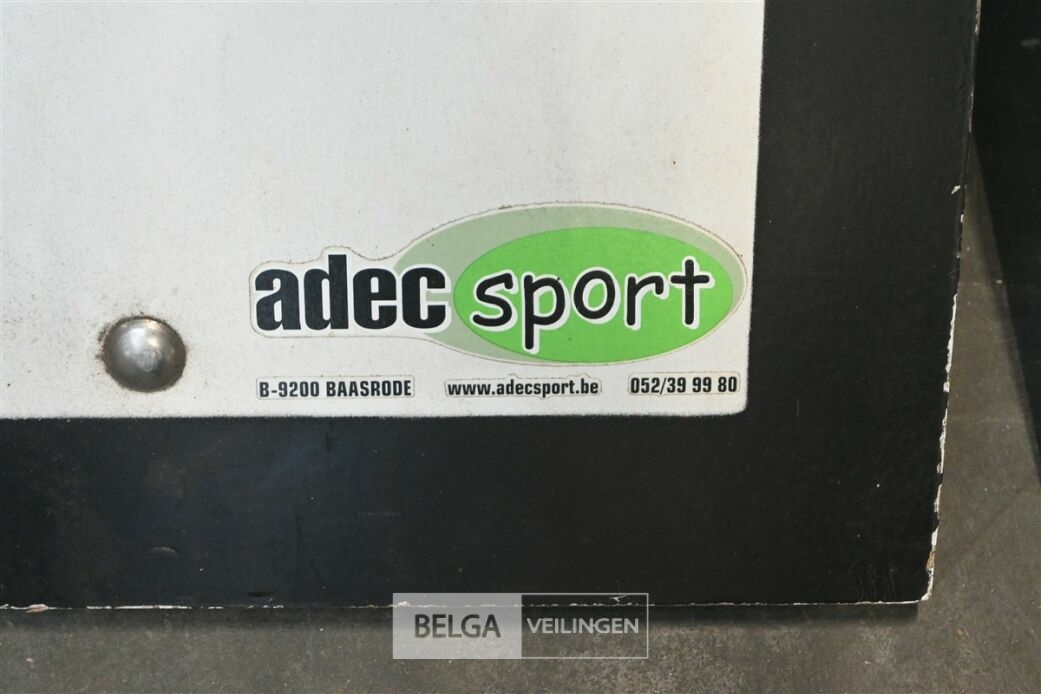 adec sport
B-9200 BAASRODE www.adecsport.be 052/39 99 80
BELGA VEILINGEN